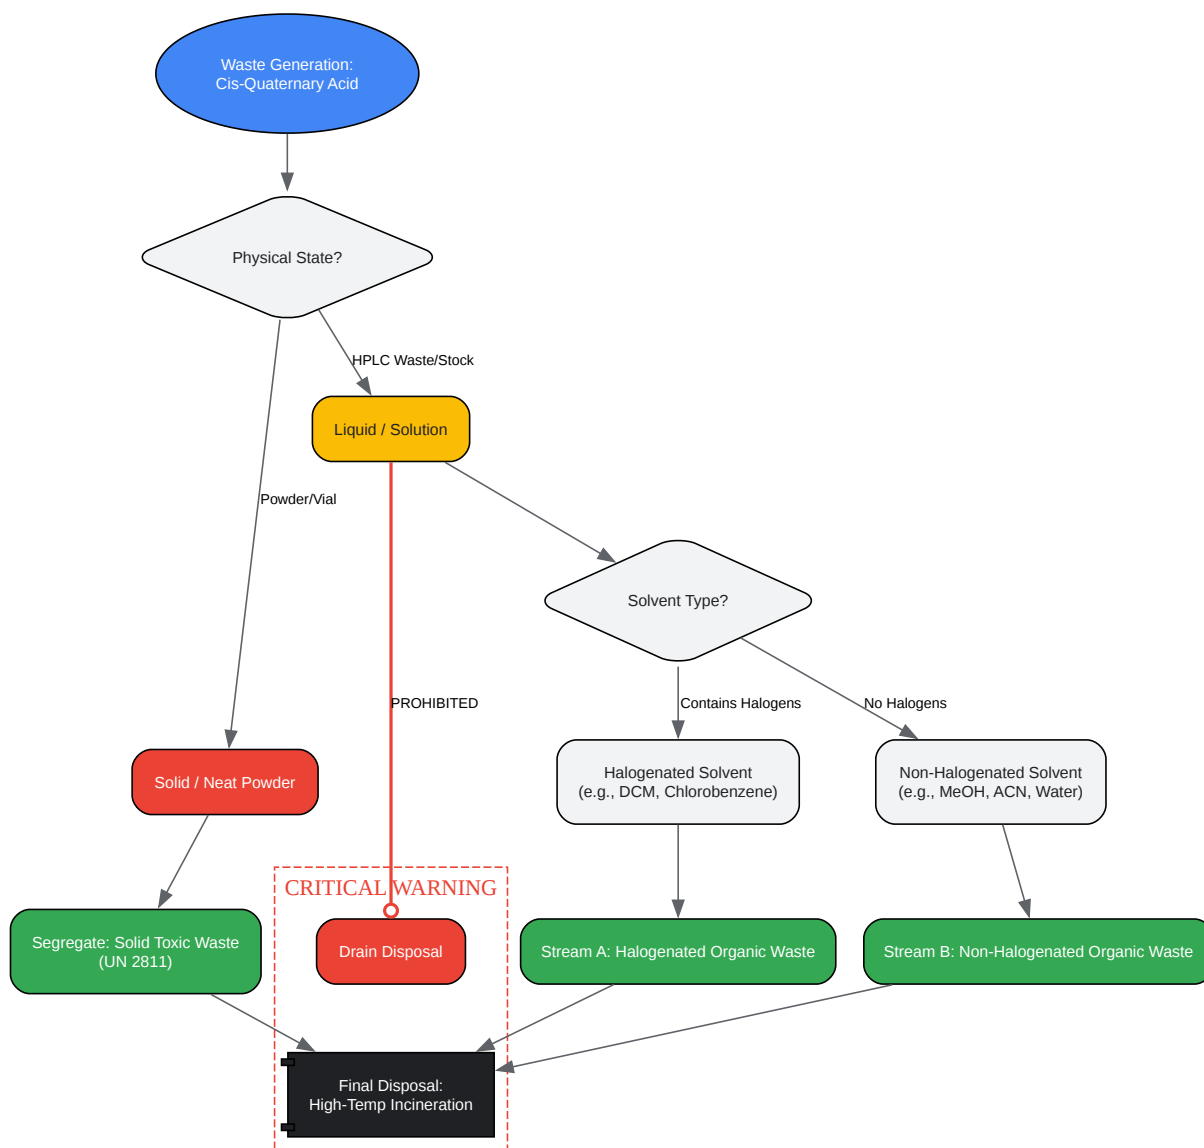 Waste Generation:
Cis-Quaternary Acid
Physical State?
HPLC Waste/Stock
Liquid / Solution
Powder/Vial
Solvent Type?
PROHIBITED
Contains Halogens
No Halogens
Solid / Neat Powder
Halogenated Solvent
(e.g., DCM, Chlorobenzene)
Non-Halogenated Solvent
(e.g., MeOH, ACN, Water)
CRITICAL WARNING
Segregate: Solid Toxic Waste
(UN 2811)
Drain Disposal
Stream A: Halogenated Organic Waste
Stream B: Non-Halogenated Organic Waste
Final Disposal:
High-Temp Incineration